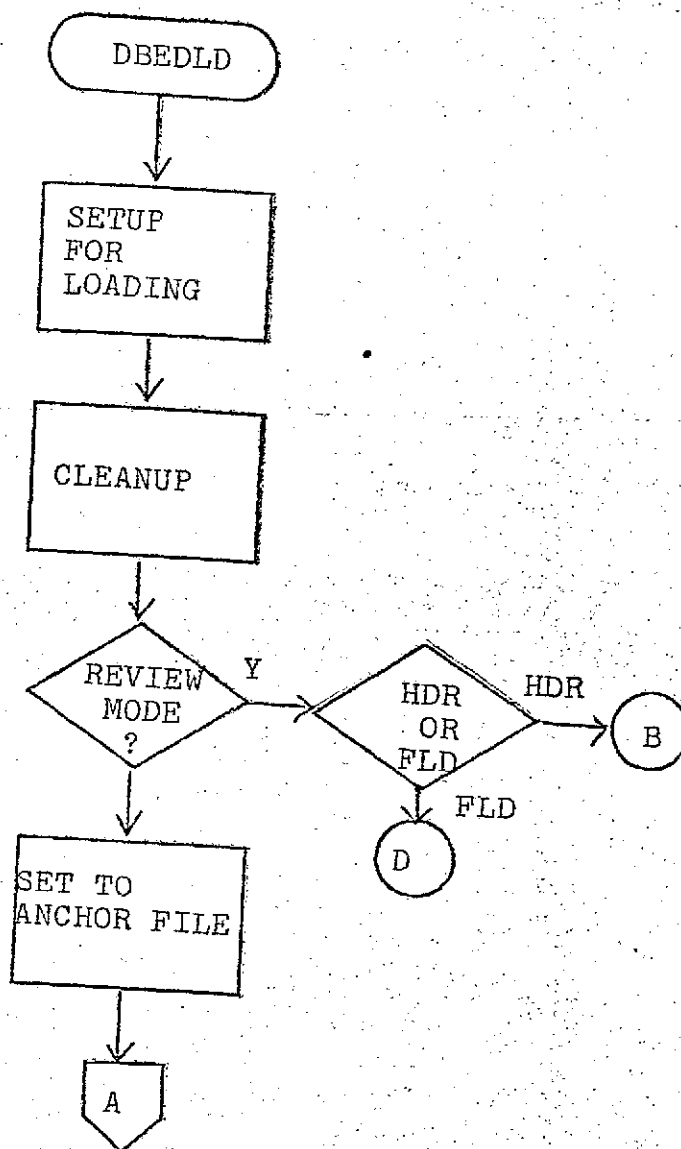 DBEDLD
SETUP
FOR
LOADING
CLEANUP
REVIEW
MODE
?
Y
HDR
OR
FLD
HDR
B
FLD
D
SET TO
ANCHOR FILE
A